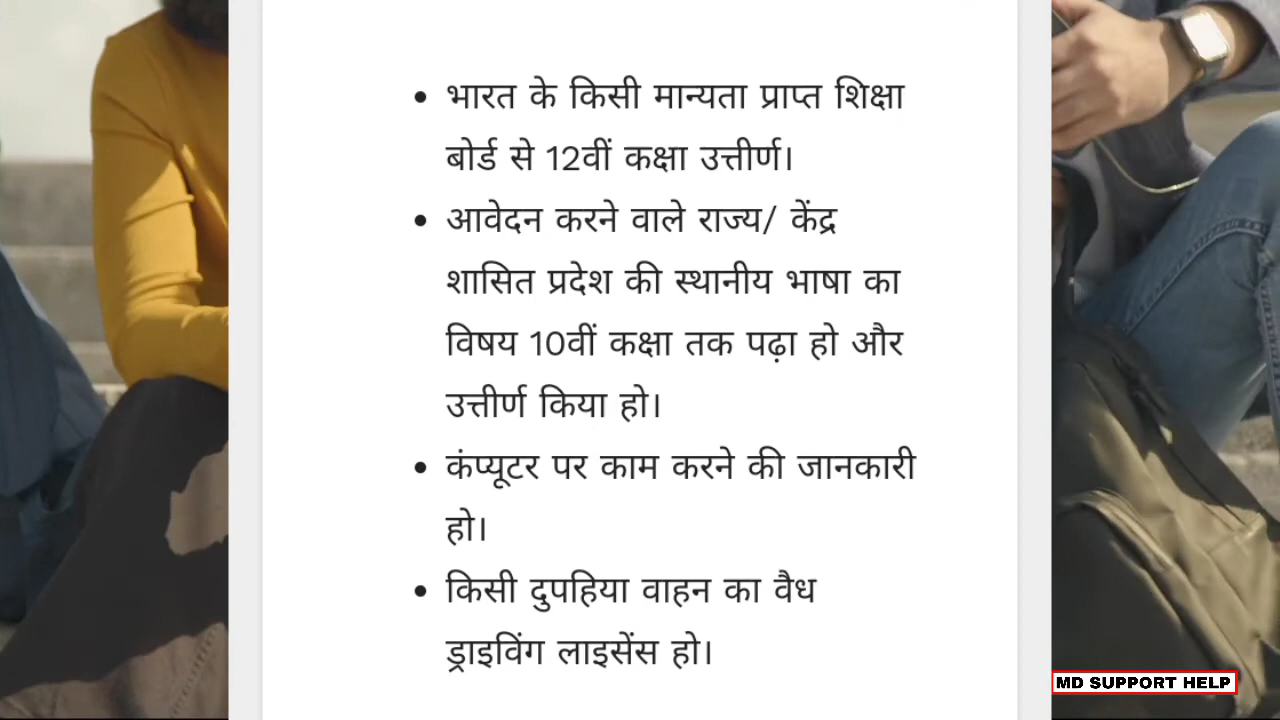 • भारत के किसी मान्यता प्राप्त शिक्षा
बोर्ड से 12वीं कक्षा उत्तीर्ण।
• आवेदन करने वाले राज्य/ केंद्र
शासित प्रदेश की स्थानीय भाषा का
विषय 10वीं कक्षा तक पढ़ा हो और
उत्तीर्ण किया हो।
• कंप्यूटर पर काम करने की जानकारी
हो।
• किसी दुपहिया वाहन का वैध
ड्राइविंग लाइसेंस हो।
MD SUPPORT HELP